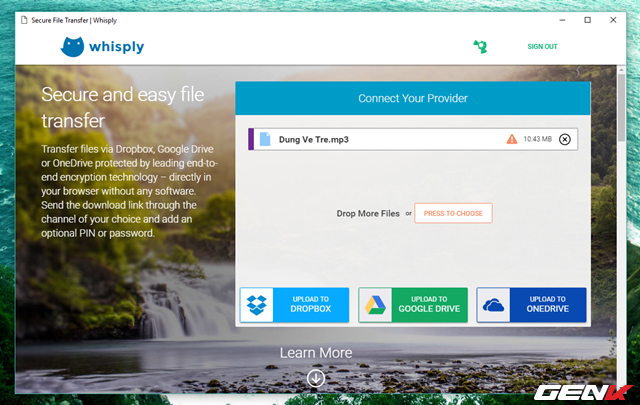 Secure File Transfer | Whisply
whisply
SIGN OUT
Secure and easy file
transfer
Transfer files via Dropbox, Google Drive
or OneDrive protected by leading end-to-
end encryption technology – directly in
your browser without any software.
Send the download link through the
channel of your choice and add an
optional PIN or password.
Connect Your Provider
Dung Ve Tre.mp3
10.43 MB
Drop More Files or PRESS TO CHOOSE
UPLOAD TO
DROPBOX
UPLOAD TO
GOOGLE DRIVE
UPLOAD TO
ONEDRIVE
Learn More
GENK